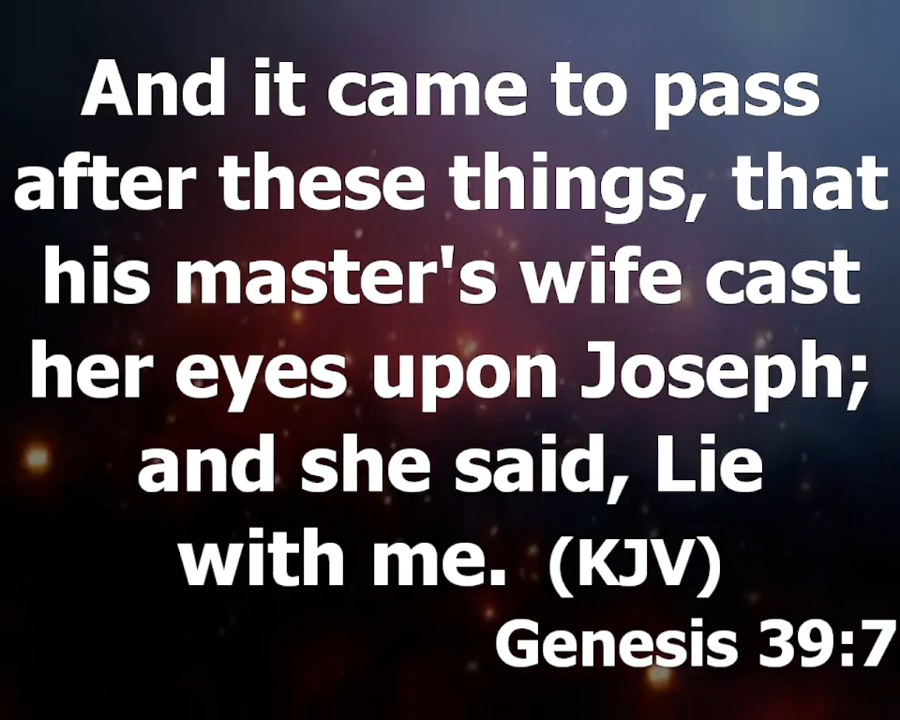 And it came to pass
after these things, that
his master's wife cast
her eyes upon Joseph;
and she said, Lie
with me. (KJV)
Genesis 39:7